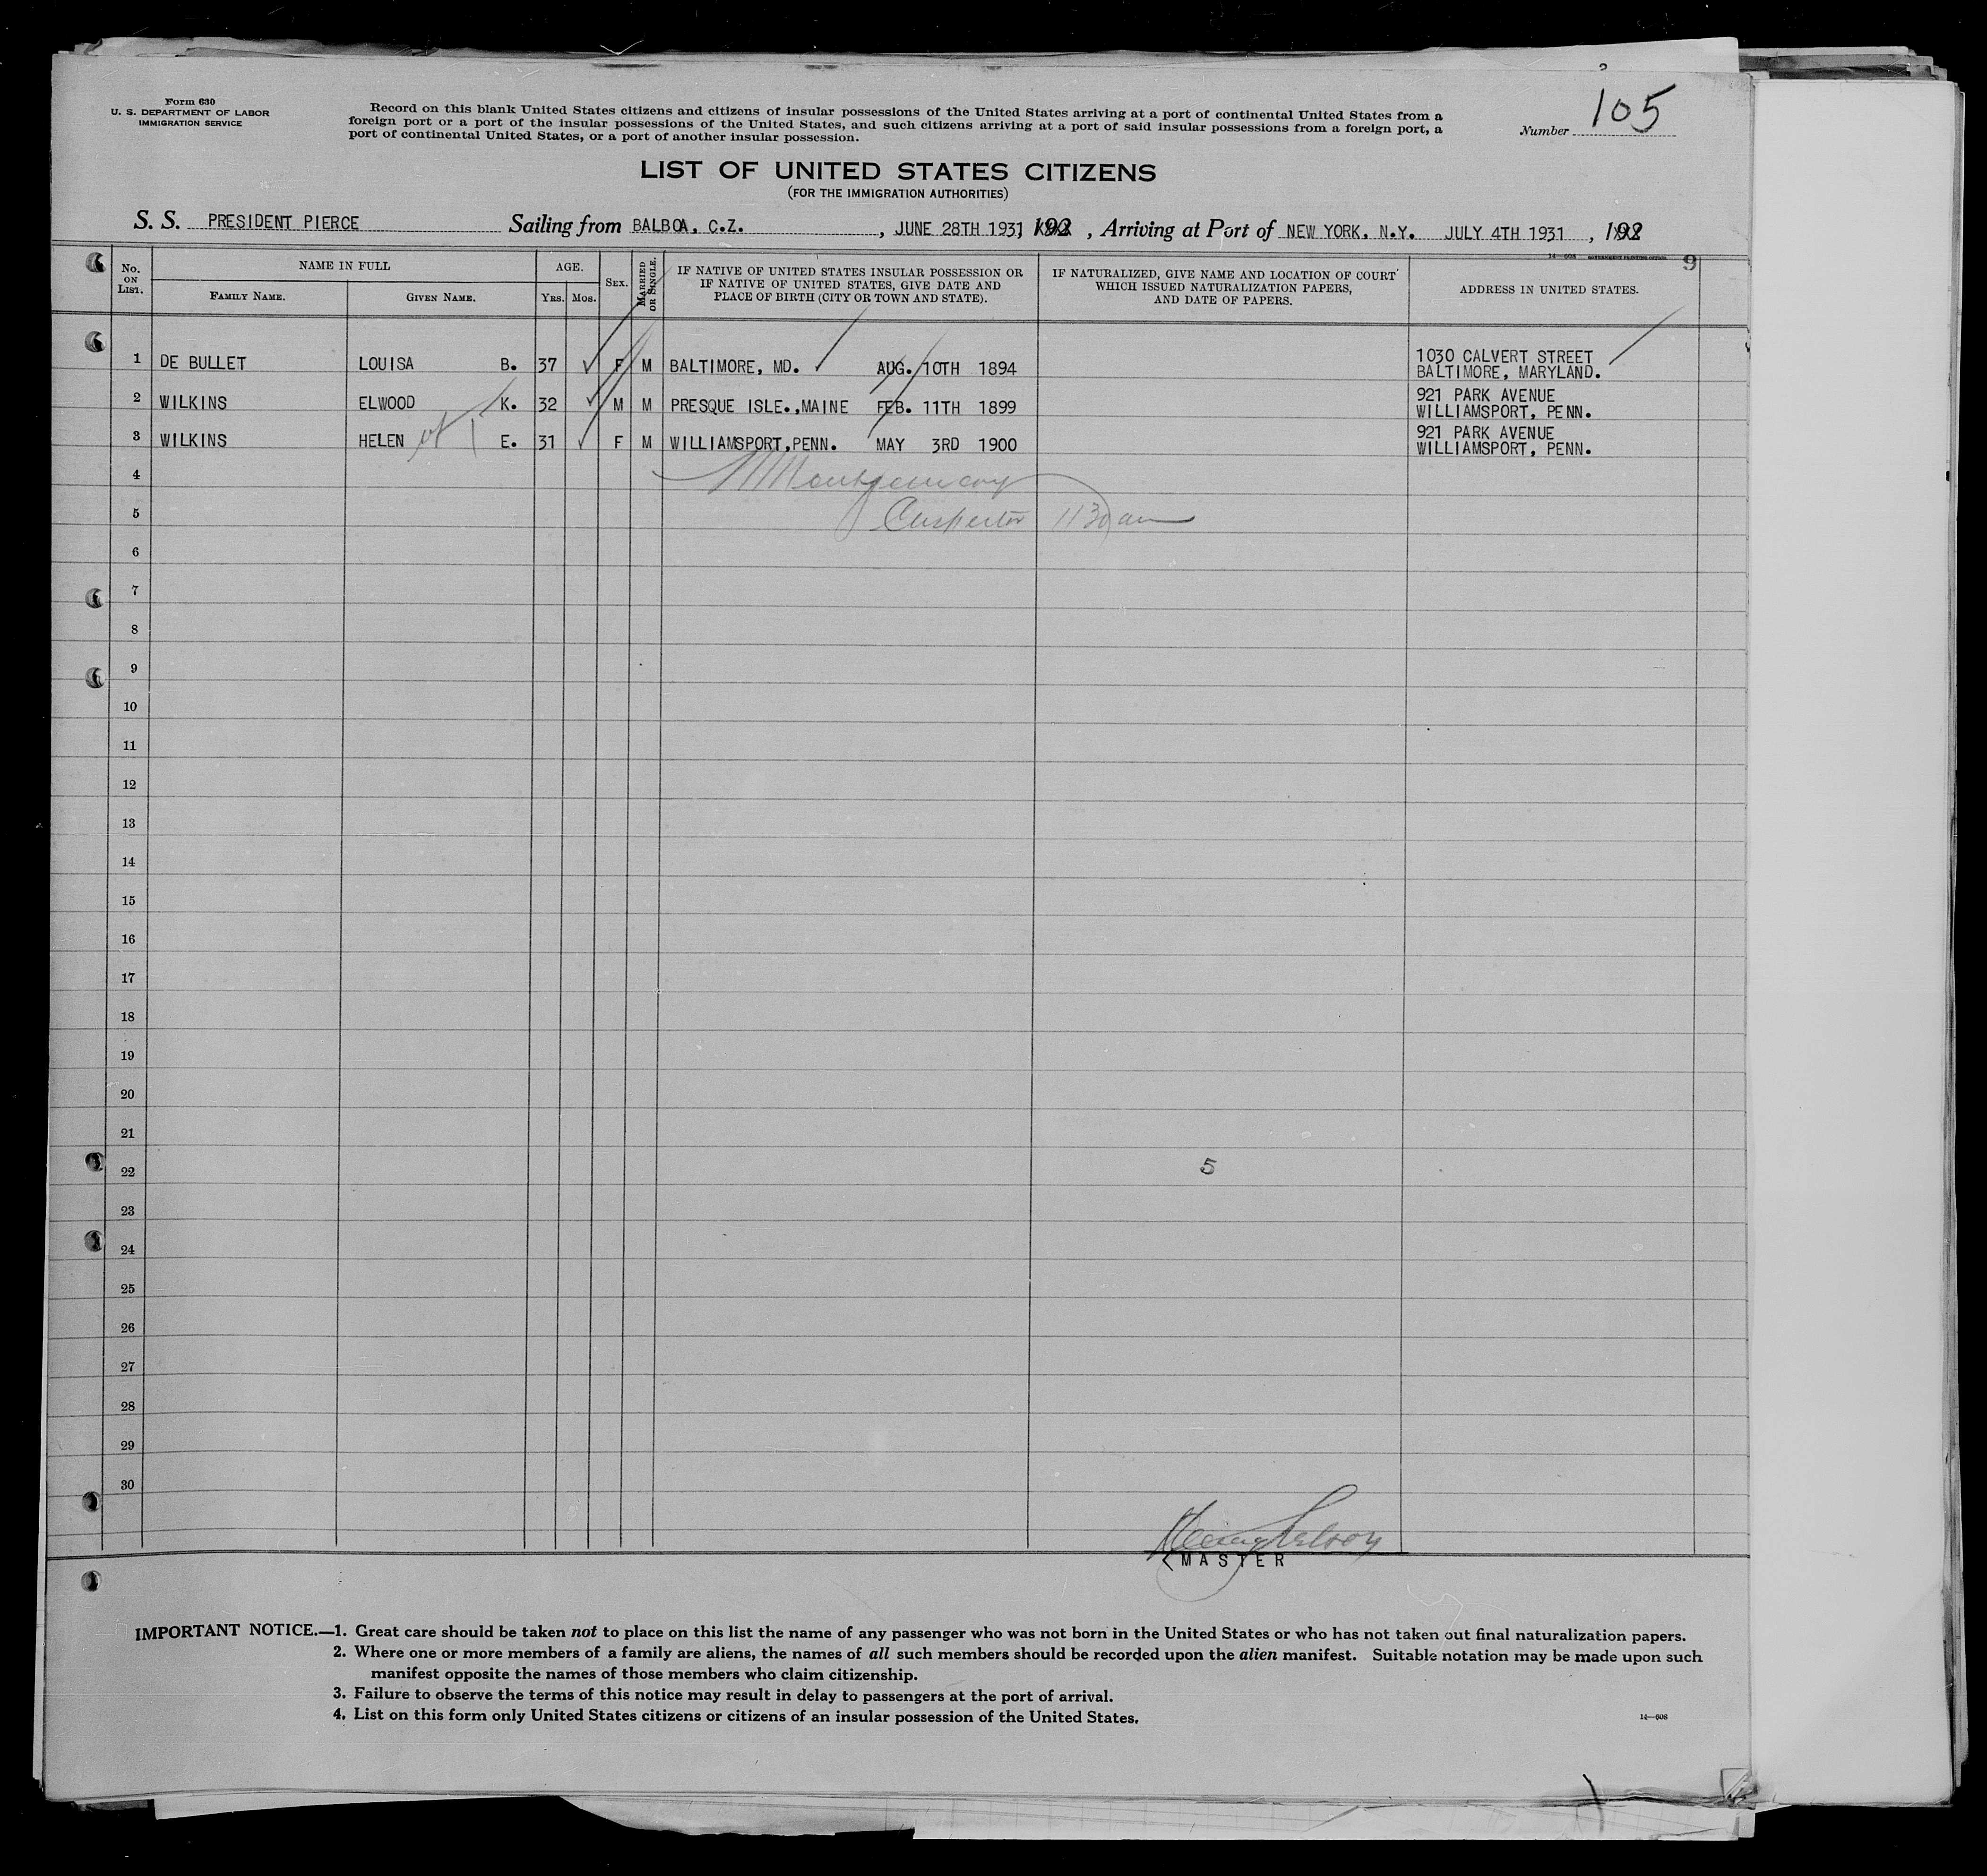 Form 630
U. S. DEPARTMENT OF LABOR
IMMIGRATION SERVICE
Record on this blank United States citizens and citizens of insular possessions of the United States arriving at a port of continental United States from a
foreign port or a port of the insular possessions of the United States, and such citizens arriving at a port of said insular possessions from a foreign port, a
port of continental United States, or a port of another insular possession.
Number 105
LIST OF UNITED STATES CITIZENS
(FOR THE IMMIGRATION AUTHORITIES)
S. S. PRESIDENT PIERCE Sailing from BALBOA, C.Z. , JUNE 28TH 1931, 192 , Arriving at Port of NEW YORK, N.Y. JULY 4TH 1931 , 192
14—608 GOVERNMENT PRINTING OFFICE 9
No. ON LIST. NAME IN FULL FAMILY NAME. GIVEN NAME. AGE. YRS. MOS. SEX. MARRIED OR SINGLE. IF NATIVE OF UNITED STATES INSULAR POSSESSION OR IF NATIVE OF UNITED STATES, GIVE DATE AND PLACE OF BIRTH (CITY OR TOWN AND STATE). IF NATURALIZED, GIVE NAME AND LOCATION OF COURT WHICH ISSUED NATURALIZATION PAPERS, AND DATE OF PAPERS. ADDRESS IN UNITED STATES.
1 DE BULLET LOUISA B. 37 F M BALTIMORE, MD. AUG. 10TH 1894 1030 CALVERT STREET
BALTIMORE, MARYLAND.
2 WILKINS ELWOOD K. 32 M M PRESQUE ISLE.,MAINE FEB. 11TH 1899 921 PARK AVENUE
WILLIAMSPORT, PENN.
3 WILKINS HELEN E. 31 F M WILLIAMSPORT,PENN. MAY 3RD 1900 921 PARK AVENUE
WILLIAMSPORT, PENN.
4 Montgomery
5 Inspector 1130 am
6
7
8
9
10
11
12
13
14
15
16
17
18
19
20
21
22 5
23
24
25
26
27
28
29
30
MASTER
IMPORTANT NOTICE.—1. Great care should be taken not to place on this list the name of any passenger who was not born in the United States or who has not taken out final naturalization papers.
2. Where one or more members of a family are aliens, the names of all such members should be recorded upon the alien manifest. Suitable notation may be made upon such
manifest opposite the names of those members who claim citizenship.
3. Failure to observe the terms of this notice may result in delay to passengers at the port of arrival.
4. List on this form only United States citizens or citizens of an insular possession of the United States.
14—608